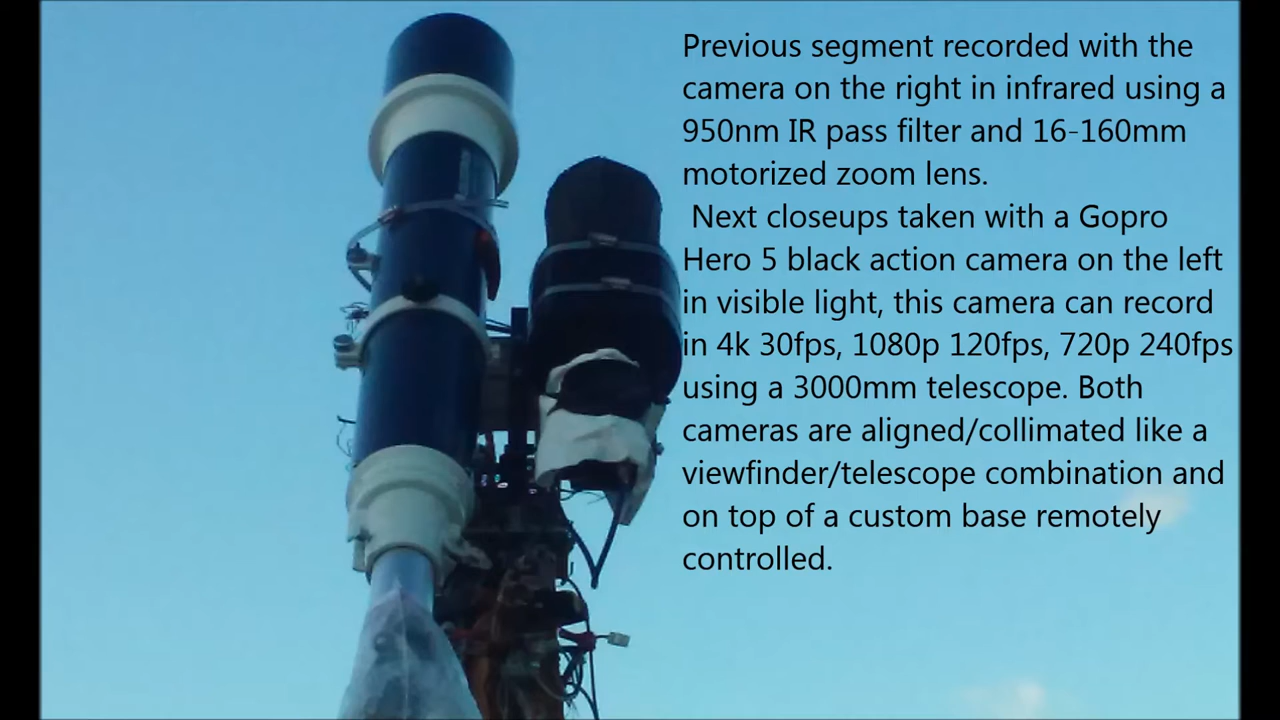 Previous segment recorded with the
camera on the right in infrared using a
950nm IR pass filter and 16-160mm
motorized zoom lens.
Next closeups taken with a Gopro
Hero 5 black action camera on the left
in visible light, this camera can record
in 4k 30fps, 1080p 120fps, 720p 240fps
using a 3000mm telescope. Both
cameras are aligned/collimated like a
viewfinder/telescope combination and
on top of a custom base remotely
controlled.